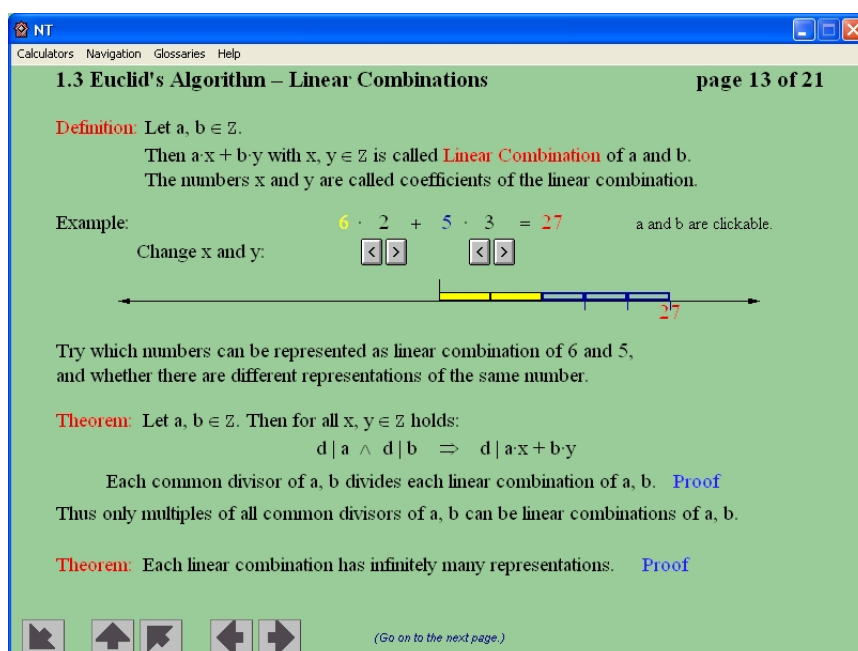 NT
Calculators Navigation Glossaries Help
1.3 Euclid's Algorithm – Linear Combinations page 13 of 21
Definition: Let a, b ∈ ℤ.
Then a·x + b·y with x, y ∈ ℤ is called Linear Combination of a and b.
The numbers x and y are called coefficients of the linear combination.
Example: 6 · 2 + 5 · 3 = 27 a and b are clickable.
Change x and y: < > < >
27
Try which numbers can be represented as linear combination of 6 and 5,
and whether there are different representations of the same number.
Theorem: Let a, b ∈ ℤ. Then for all x, y ∈ ℤ holds:
d | a ∧ d | b ⇒ d | a·x + b·y
Each common divisor of a, b divides each linear combination of a, b. Proof
Thus only multiples of all common divisors of a, b can be linear combinations of a, b.
Theorem: Each linear combination has infinitely many representations. Proof
(Go on to the next page.)